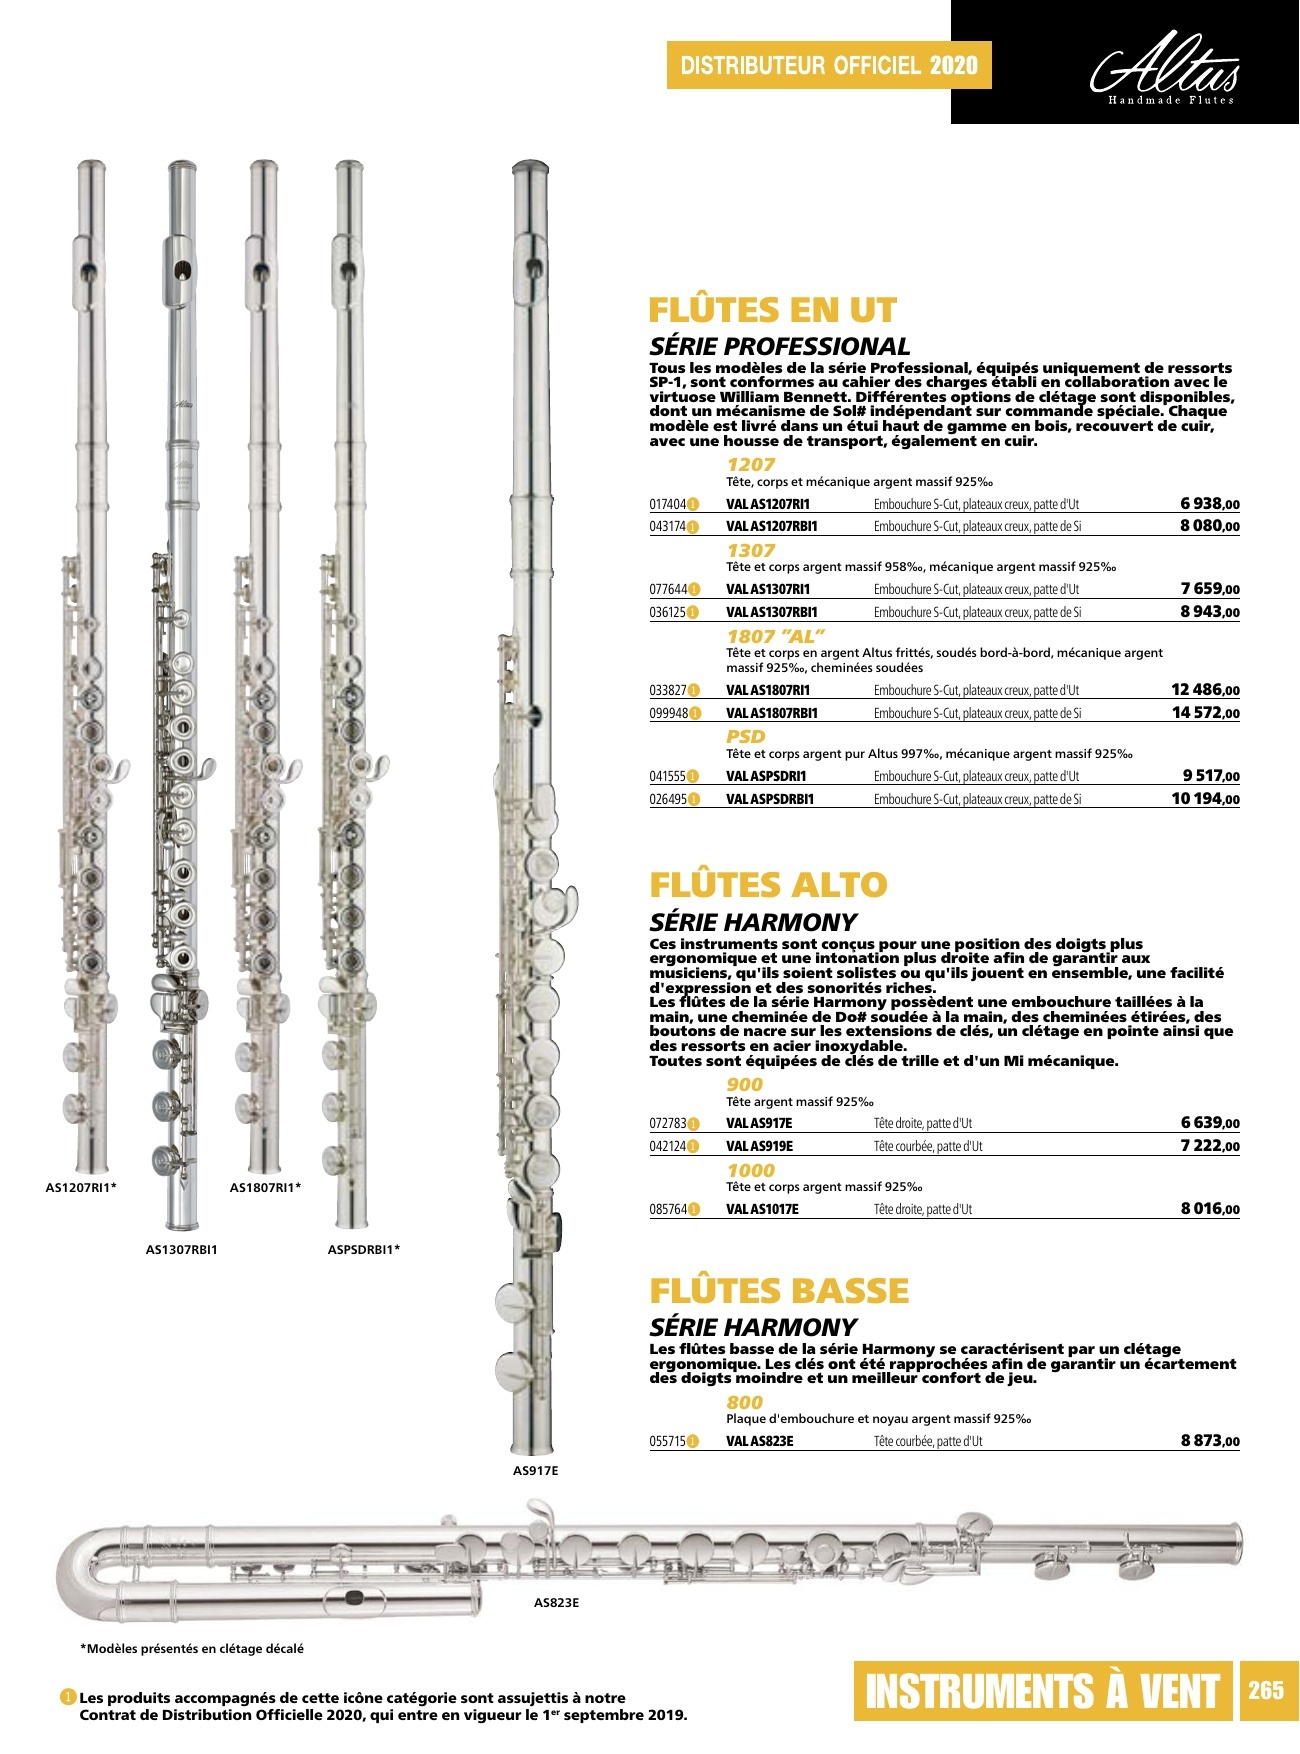 DISTRIBUTEUR OFFICIEL 2020
Altus
Handmade Flutes
FLÛTES EN UT
SÉRIE PROFESSIONAL
Tous les modèles de la série Professional, équipés uniquement de ressorts
SP-1, sont conformes au cahier des charges établi en collaboration avec le
virtuose William Bennett. Différentes options de clétage sont disponibles,
dont un mécanisme de Sol# indépendant sur commande spéciale. Chaque
modèle est livré dans un étui haut de gamme en bois, recouvert de cuir,
avec une housse de transport, également en cuir.
1207
Tête, corps et mécanique argent massif 925‰
017404 1 VAL AS1207RI1 Embouchure S-Cut, plateaux creux, patte d'Ut 6 938,00
043174 1 VAL AS1207RBI1 Embouchure S-Cut, plateaux creux, patte de Si 8 080,00
1307
Tête et corps argent massif 958‰, mécanique argent massif 925‰
077644 1 VAL AS1307RI1 Embouchure S-Cut, plateaux creux, patte d'Ut 7 659,00
036125 1 VAL AS1307RBI1 Embouchure S-Cut, plateaux creux, patte de Si 8 943,00
1807 ”AL”
Tête et corps en argent Altus frittés, soudés bord-à-bord, mécanique argent
massif 925‰, cheminées soudées
033827 1 VAL AS1807RI1 Embouchure S-Cut, plateaux creux, patte d'Ut 12 486,00
099948 1 VAL AS1807RBI1 Embouchure S-Cut, plateaux creux, patte de Si 14 572,00
PSD
Tête et corps argent pur Altus 997‰, mécanique argent massif 925‰
041555 1 VAL ASPSDRI1 Embouchure S-Cut, plateaux creux, patte d'Ut 9 517,00
026495 1 VAL ASPSDRBI1 Embouchure S-Cut, plateaux creux, patte de Si 10 194,00
FLÛTES ALTO
SÉRIE HARMONY
Ces instruments sont conçus pour une position des doigts plus
ergonomique et une intonation plus droite afin de garantir aux
musiciens, qu'ils soient solistes ou qu'ils jouent en ensemble, une facilité
d'expression et des sonorités riches.
Les flûtes de la série Harmony possèdent une embouchure taillées à la
main, une cheminée de Do# soudée à la main, des cheminées étirées, des
boutons de nacre sur les extensions de clés, un clétage en pointe ainsi que
des ressorts en acier inoxydable.
Toutes sont équipées de clés de trille et d'un Mi mécanique.
900
Tête argent massif 925‰
072783 1 VAL AS917E Tête droite, patte d'Ut 6 639,00
042124 1 VAL AS919E Tête courbée, patte d'Ut 7 222,00
1000
Tête et corps argent massif 925‰
085764 1 VAL AS1017E Tête droite, patte d'Ut 8 016,00
FLÛTES BASSE
SÉRIE HARMONY
Les flûtes basse de la série Harmony se caractérisent par un clétage
ergonomique. Les clés ont été rapprochées afin de garantir un écartement
des doigts moindre et un meilleur confort de jeu.
800
Plaque d'embouchure et noyau argent massif 925‰
055715 1 VAL AS823E Tête courbée, patte d'Ut 8 873,00
AS1207RI1*
AS1807RI1*
AS1307RBI1
ASPSDRBI1*
AS917E
AS823E
*Modèles présentés en clétage décalé
1 Les produits accompagnés de cette icône catégorie sont assujettis à notre
Contrat de Distribution Officielle 2020, qui entre en vigueur le 1er septembre 2019.
INSTRUMENTS À VENT 265